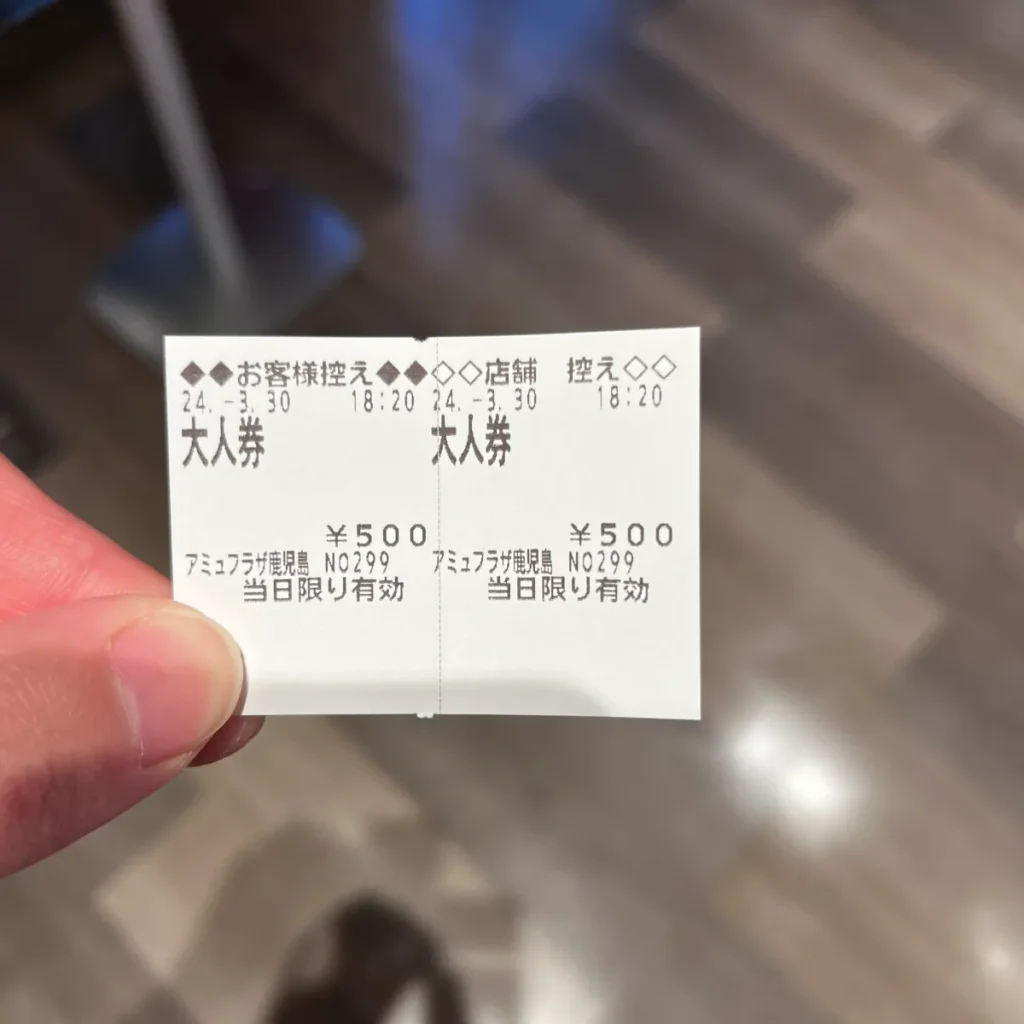 ◆◆お客様控え◆◆
24.-3.30 18:20
大人券
¥500
アミュプラザ鹿児島 NO299
当日限り有効
◇◇店舗 控え◇◇
24.-3.30 18:20
大人券
¥500
アミュプラザ鹿児島 NO299
当日限り有効